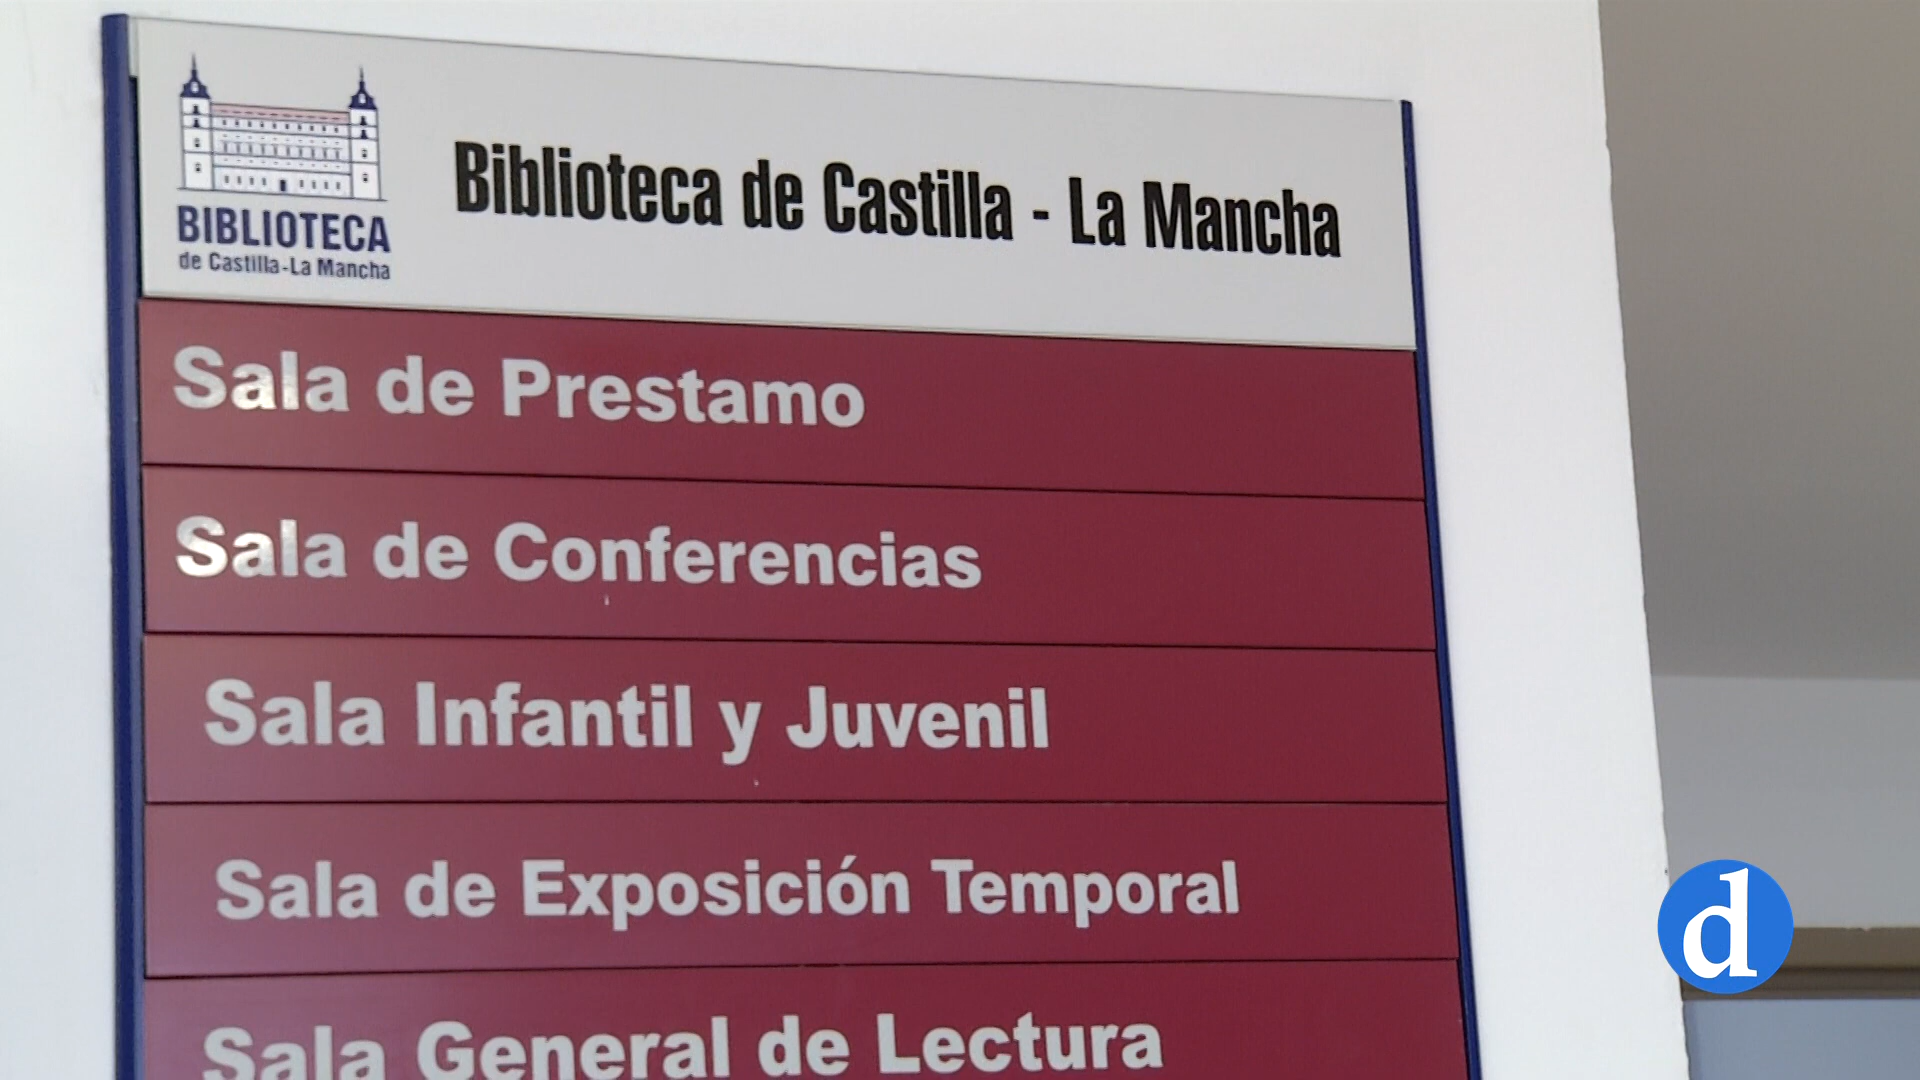 BIBLIOTECA
de Castilla-La Mancha
Biblioteca de Castilla - La Mancha
Sala de Prestamo
Sala de Conferencias
Sala Infantil y Juvenil
Sala de Exposición Temporal
Sala General de Lectura
d